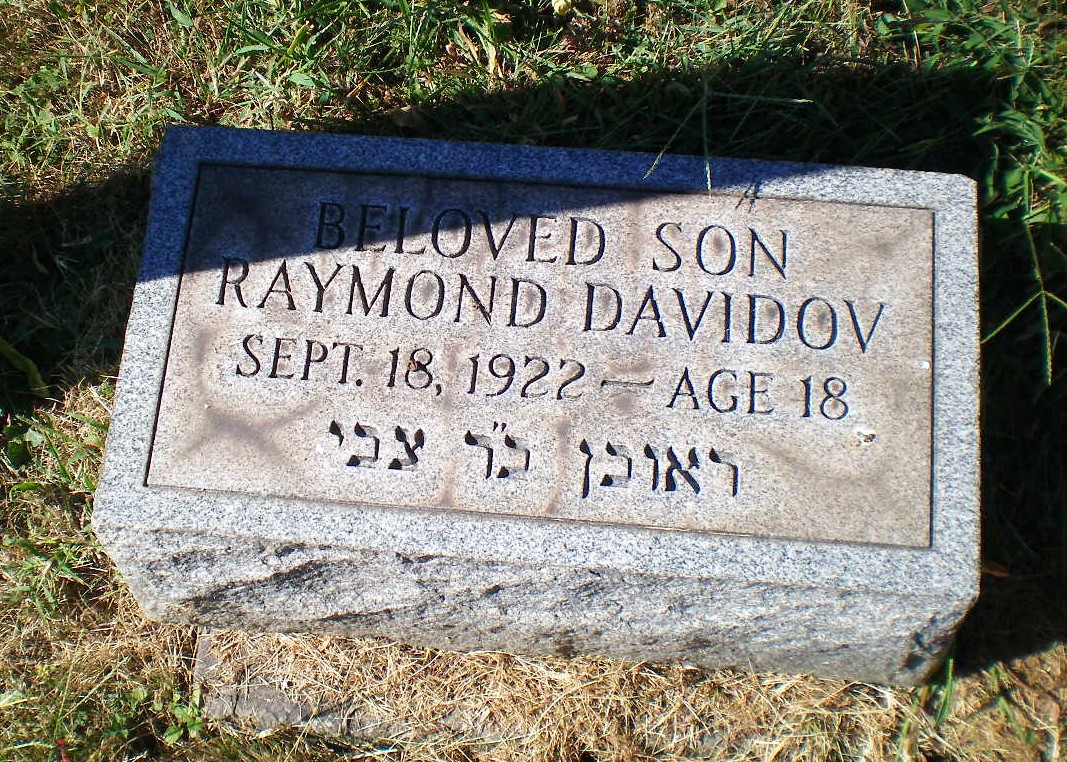 BELOVED SON
RAYMOND DAVIDOV
SEPT. 18, 1922 — AGE 18
ראובן ב״ר צבי